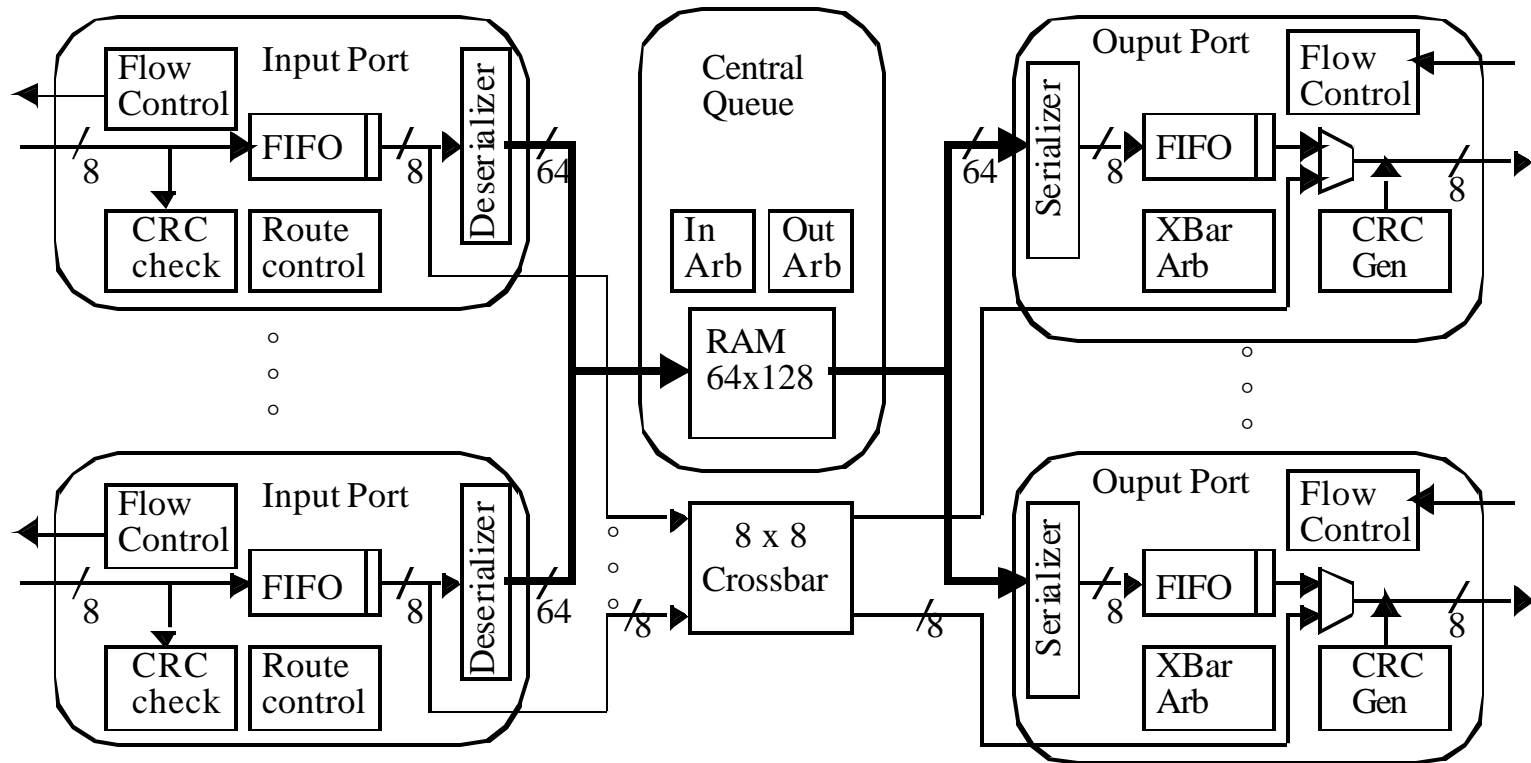 Input Port
Flow
Control
8
FIFO
8
Deserializer
64
CRC
check
Route
control
Central
Queue
In
Arb
Out
Arb
RAM
64x128
Ouput Port
Flow
Control
64
Serializer
8
FIFO
8
XBar
Arb
CRC
Gen
Input Port
Flow
Control
8
FIFO
8
Deserializer
64
CRC
check
Route
control
8
8 x 8
Crossbar
8
Ouput Port
Flow
Control
Serializer
8
FIFO
8
XBar
Arb
CRC
Gen